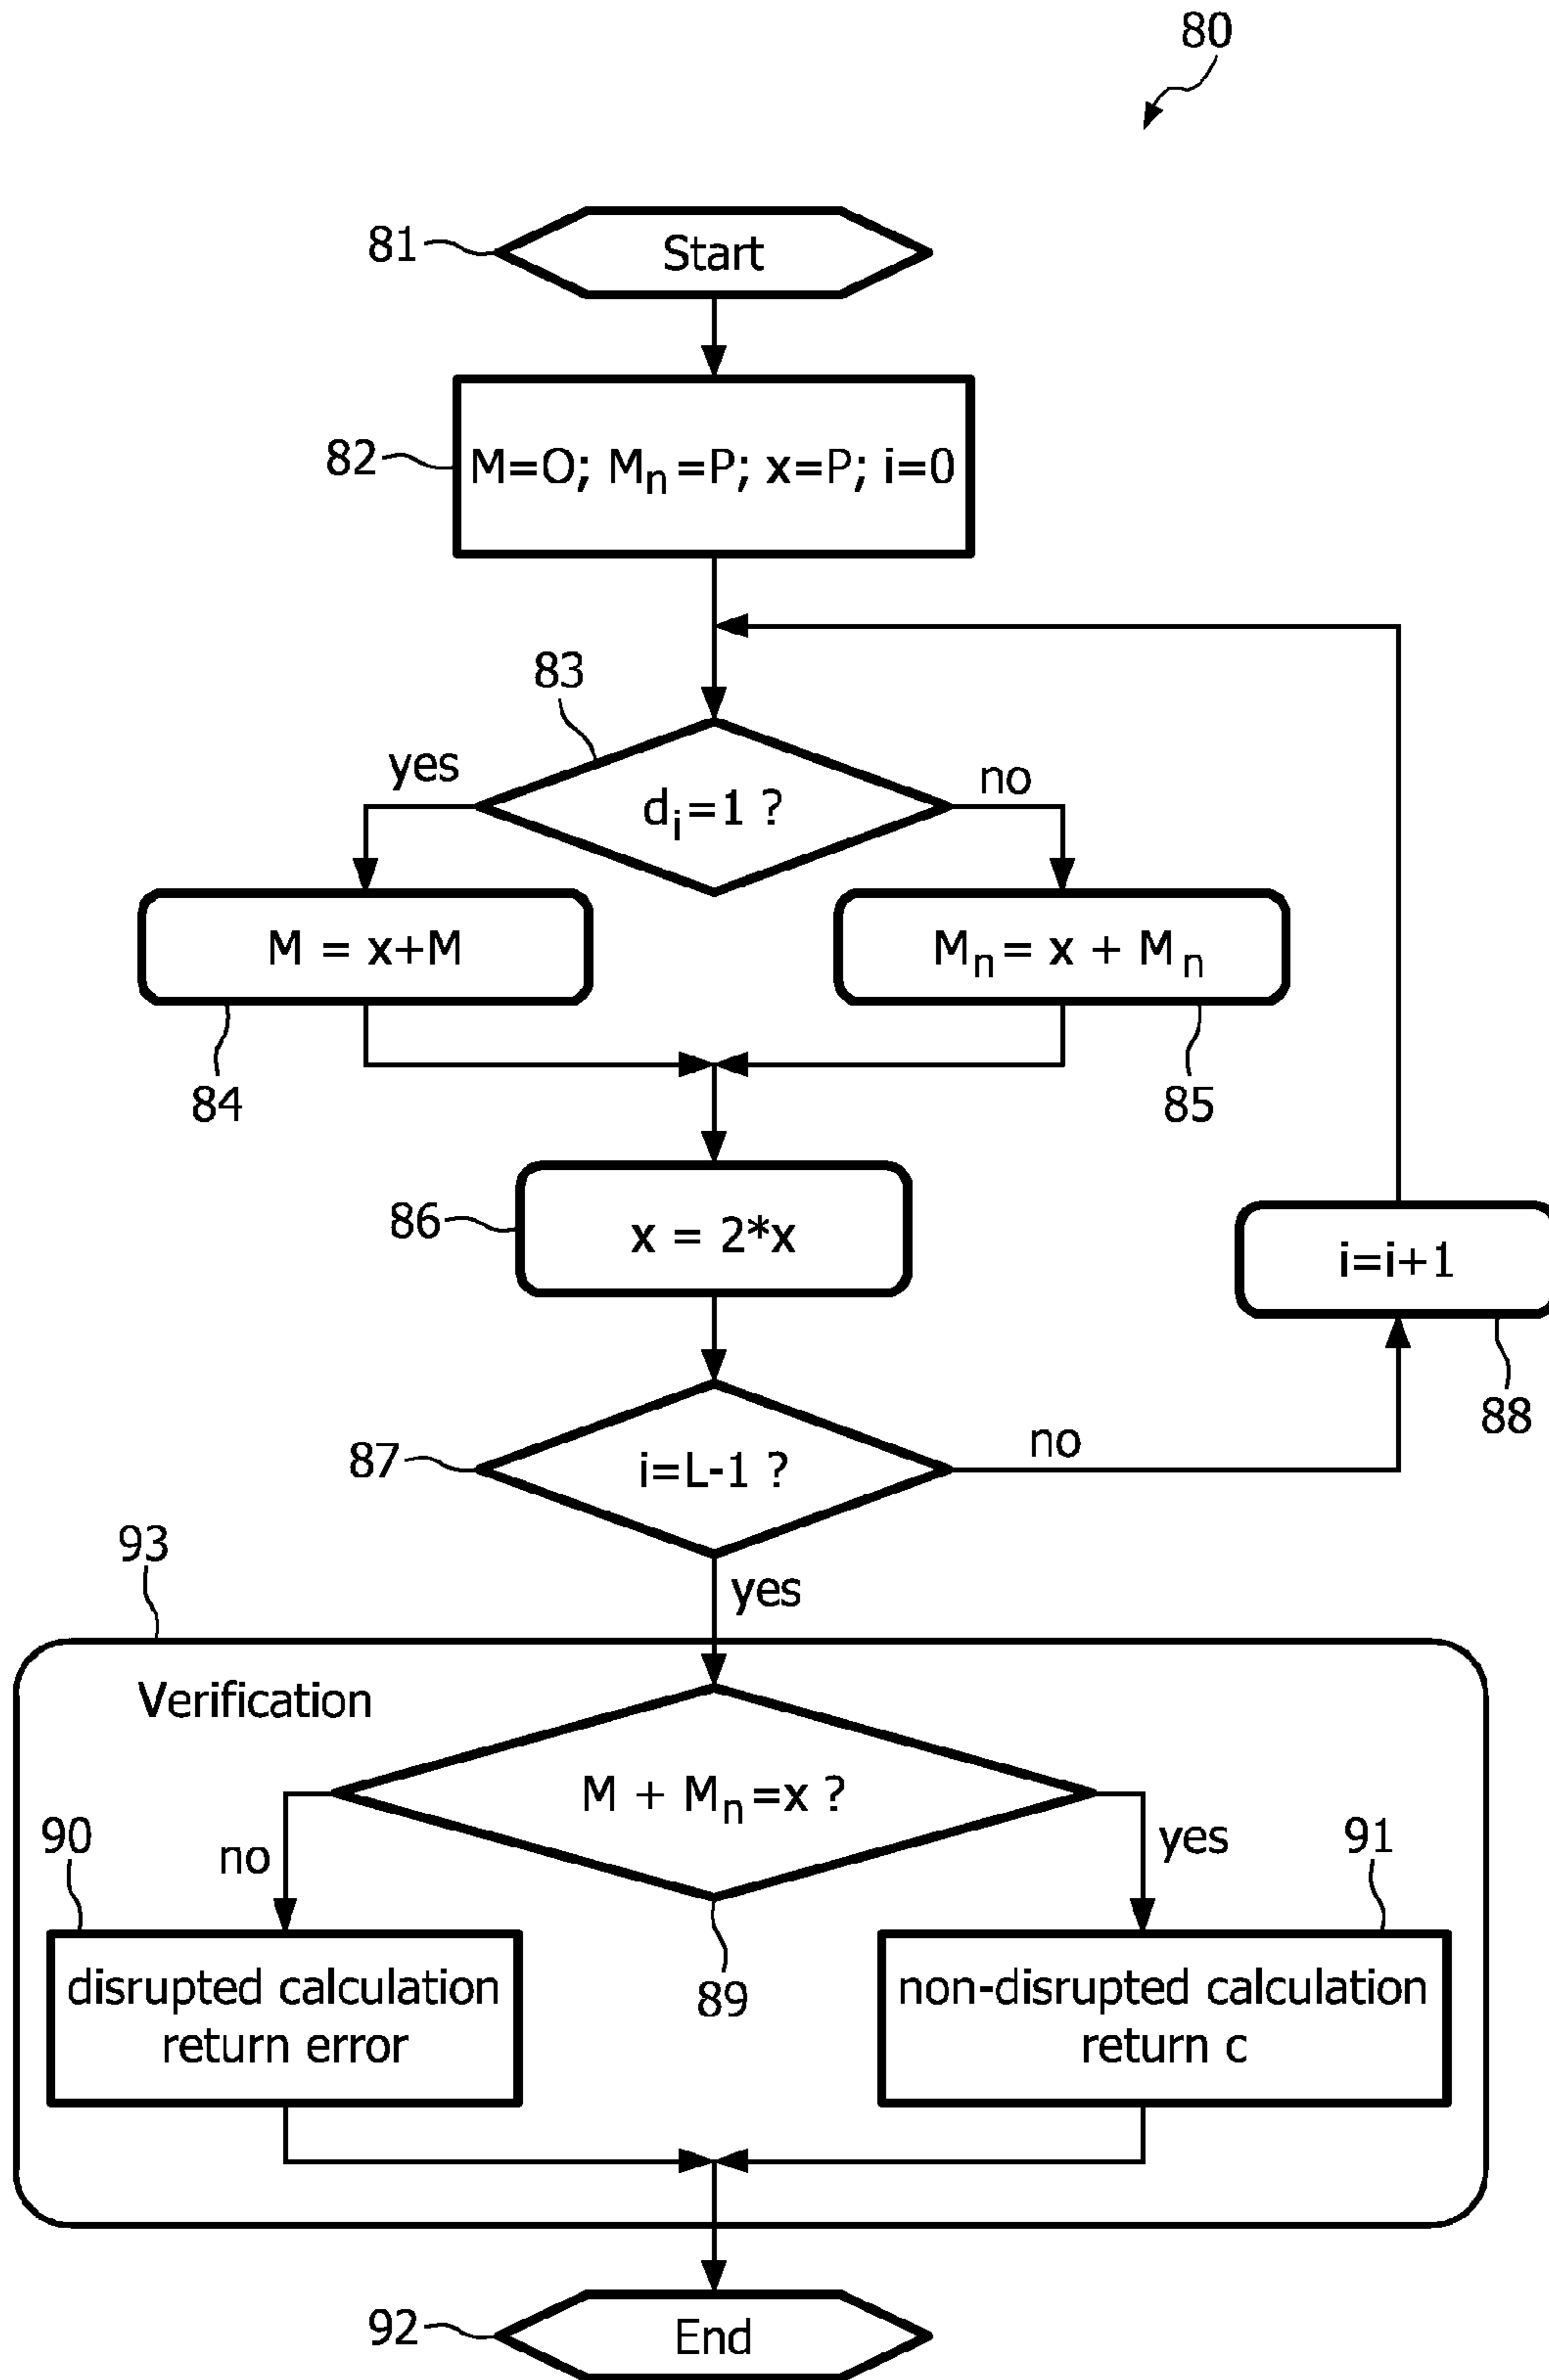 80
81
Start
82
M=O; Mn=P; x=P; i=0
83
yes
no
di=1 ?
M = x+M
Mn= x + Mn
84
85
86
x = 2*x
i=i+1
88
87
i=L-1 ?
no
93
yes
Verification
M + Mn=x ?
90
no
yes
91
89
disrupted calculation
return error
non-disrupted calculation
return c
92
End